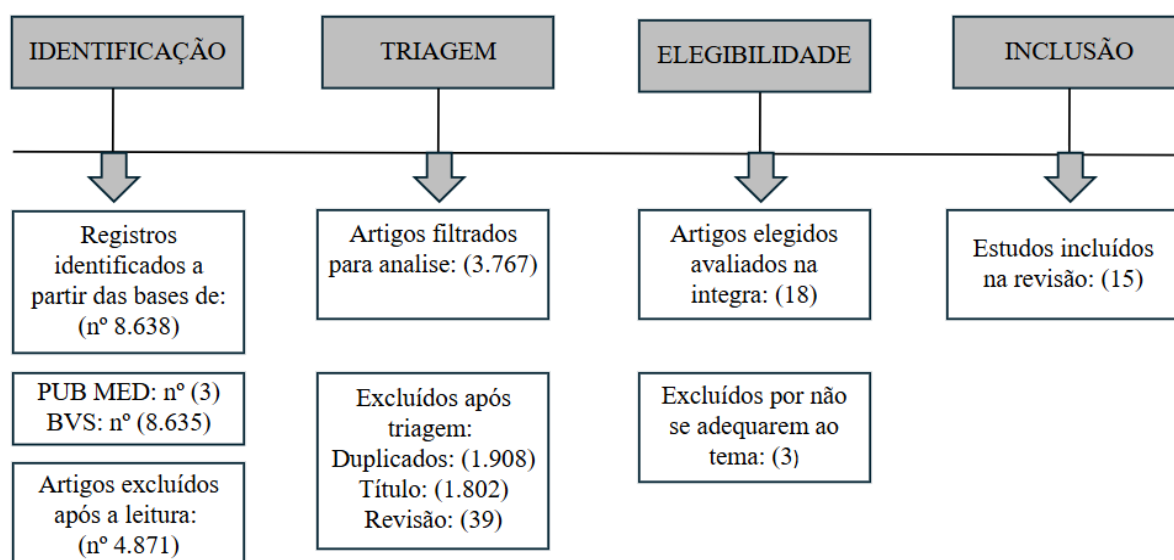 IDENTIFICAÇÃO
TRIAGEM
ELEGIBILIDADE
INCLUSÃO
Registros
identificados a
partir das bases de:
(nº 8.638)
PUB MED: nº (3)
BVS: nº (8.635)
Artigos excluídos
após a leitura:
(nº 4.871)
Artigos filtrados
para analise: (3.767)
Excluídos após
triagem:
Duplicados: (1.908)
Título: (1.802)
Revisão: (39)
Artigos elegidos
avaliados na
integra: (18)
Excluídos por não
se adequarem ao
tema: (3)
Estudos incluídos
na revisão: (15)